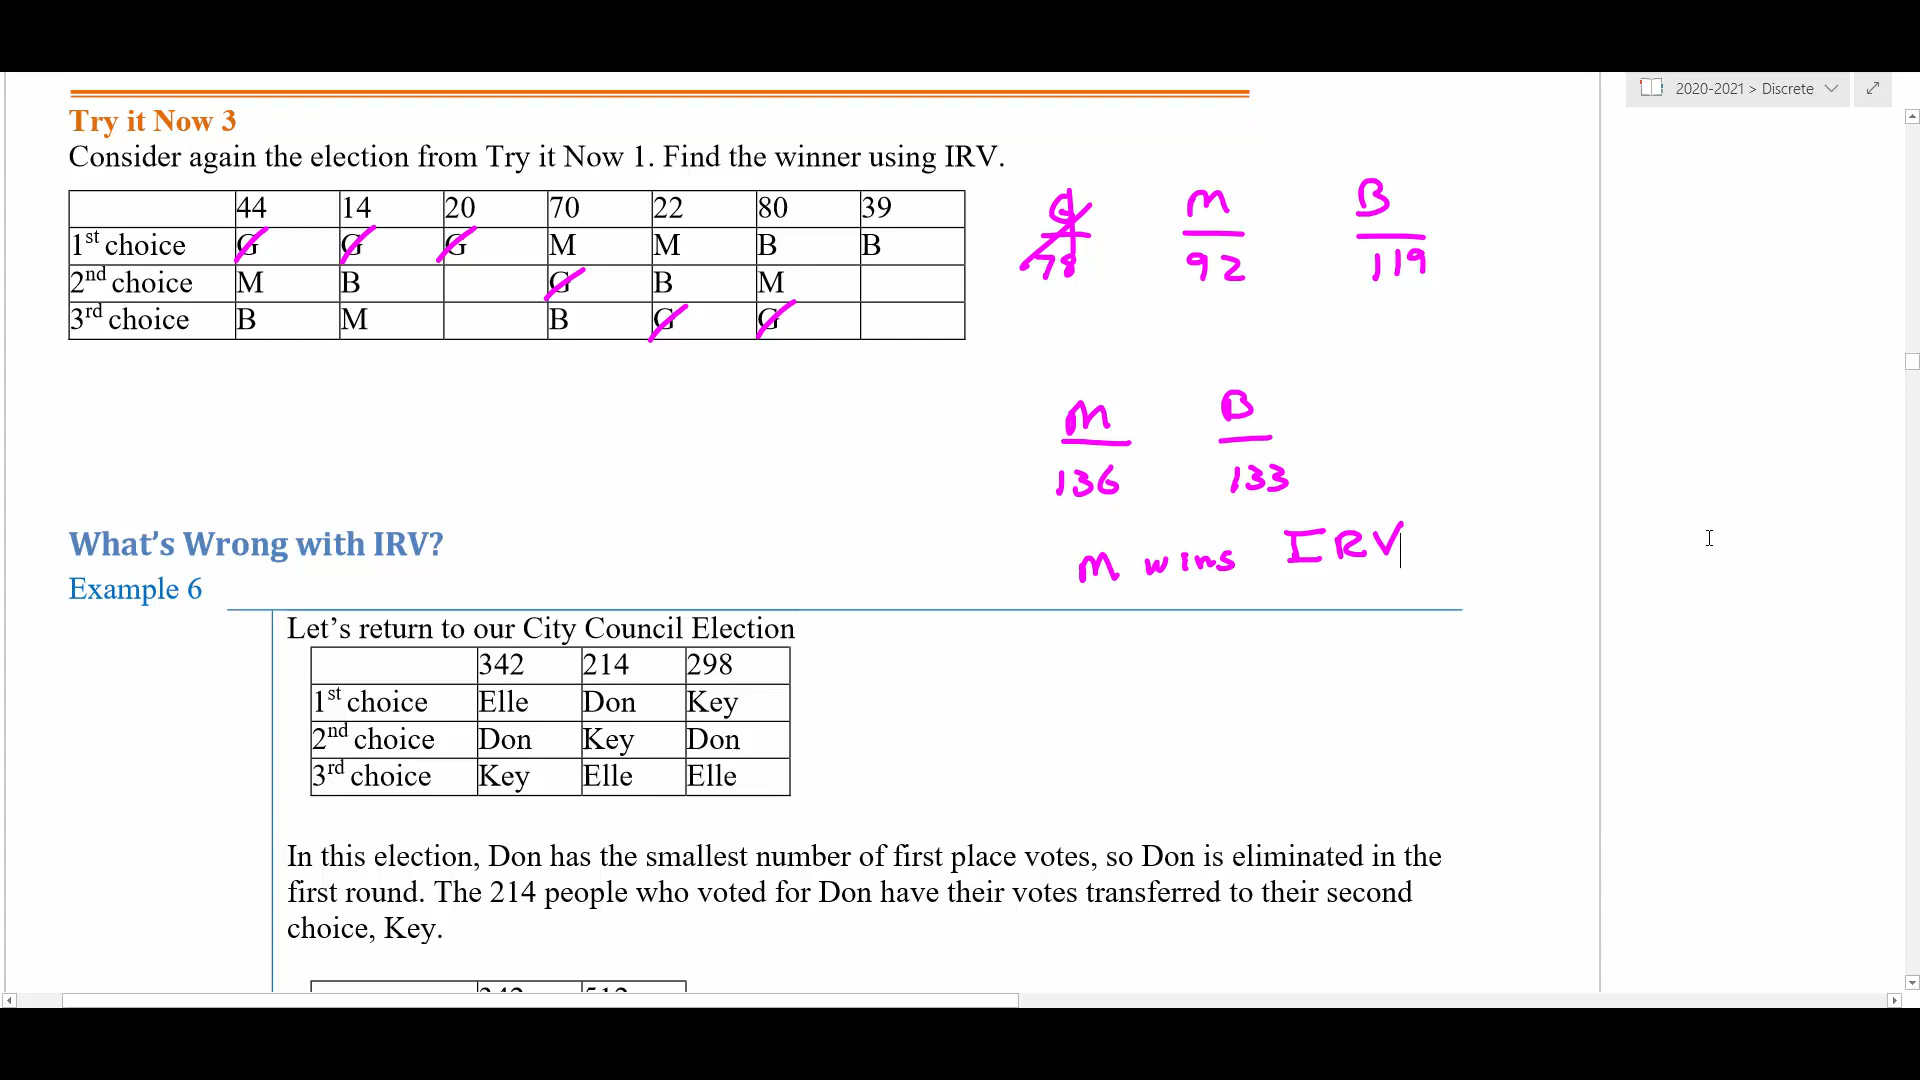 2020-2021 > Discrete
Try it Now 3
Consider again the election from Try it Now 1. Find the winner using IRV.
44 14 20 70 22 80 39
1st choice G G G M M B B
2nd choice M B G B M
3rd choice B M B G G
G M B
78 92 119
M B
136 133
M wins IRV
What's Wrong with IRV?
Example 6
Let's return to our City Council Election
342 214 298
1st choice Elle Don Key
2nd choice Don Key Don
3rd choice Key Elle Elle
In this election, Don has the smallest number of first place votes, so Don is eliminated in the
first round. The 214 people who voted for Don have their votes transferred to their second
choice, Key.
342 512